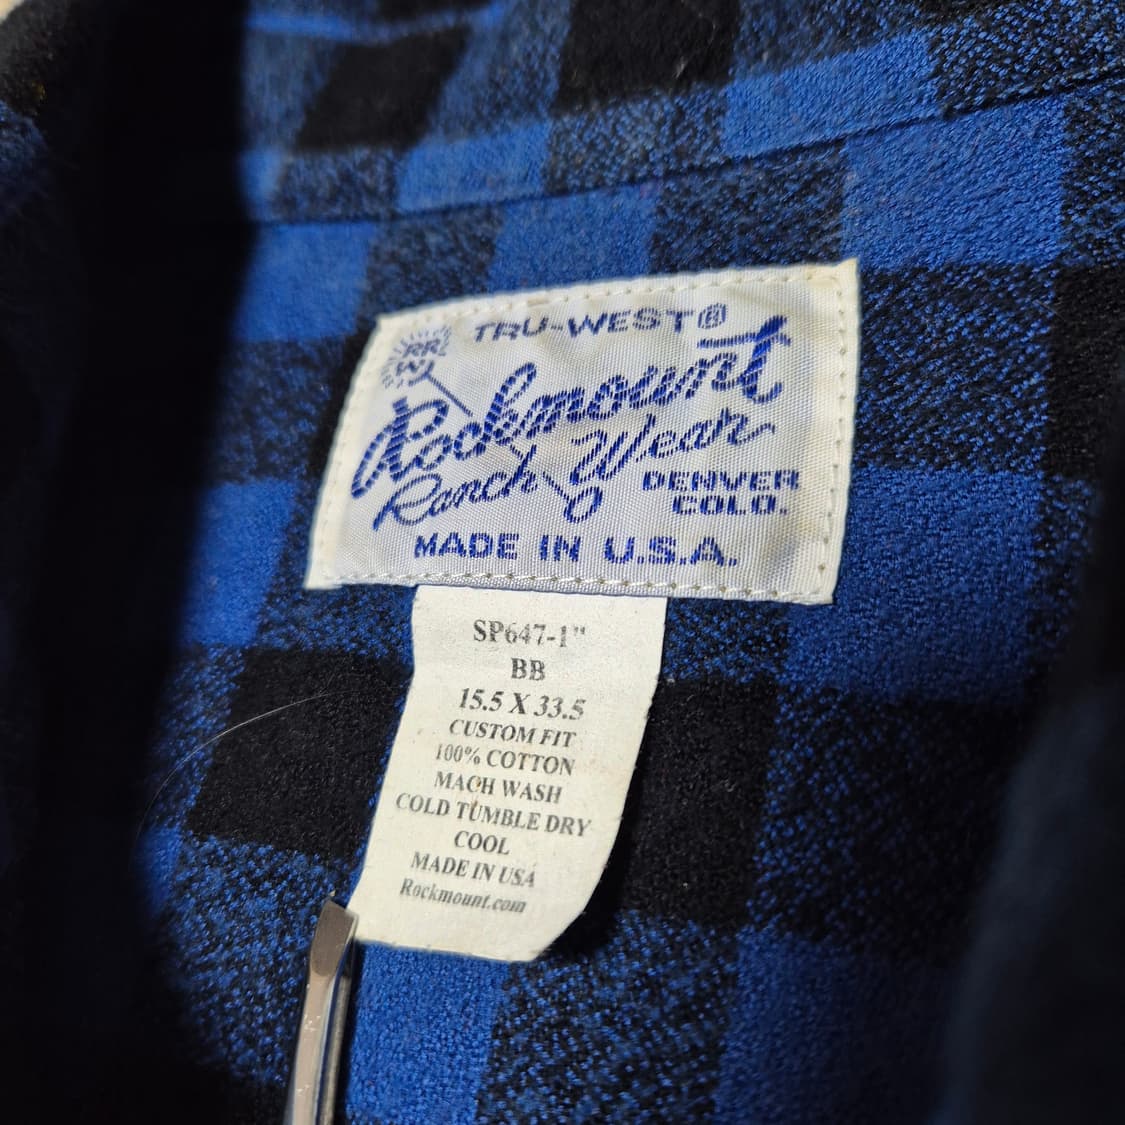 TRU-WEST®
RR
W
Rockmount
Ranch Wear
DENVER
COLO.
MADE IN U.S.A.
SP647-1"
BB
15.5 X 33.5
CUSTOM FIT
100% COTTON
MACH WASH
COLD TUMBLE DRY
COOL
MADE IN USA
Rockmount.com